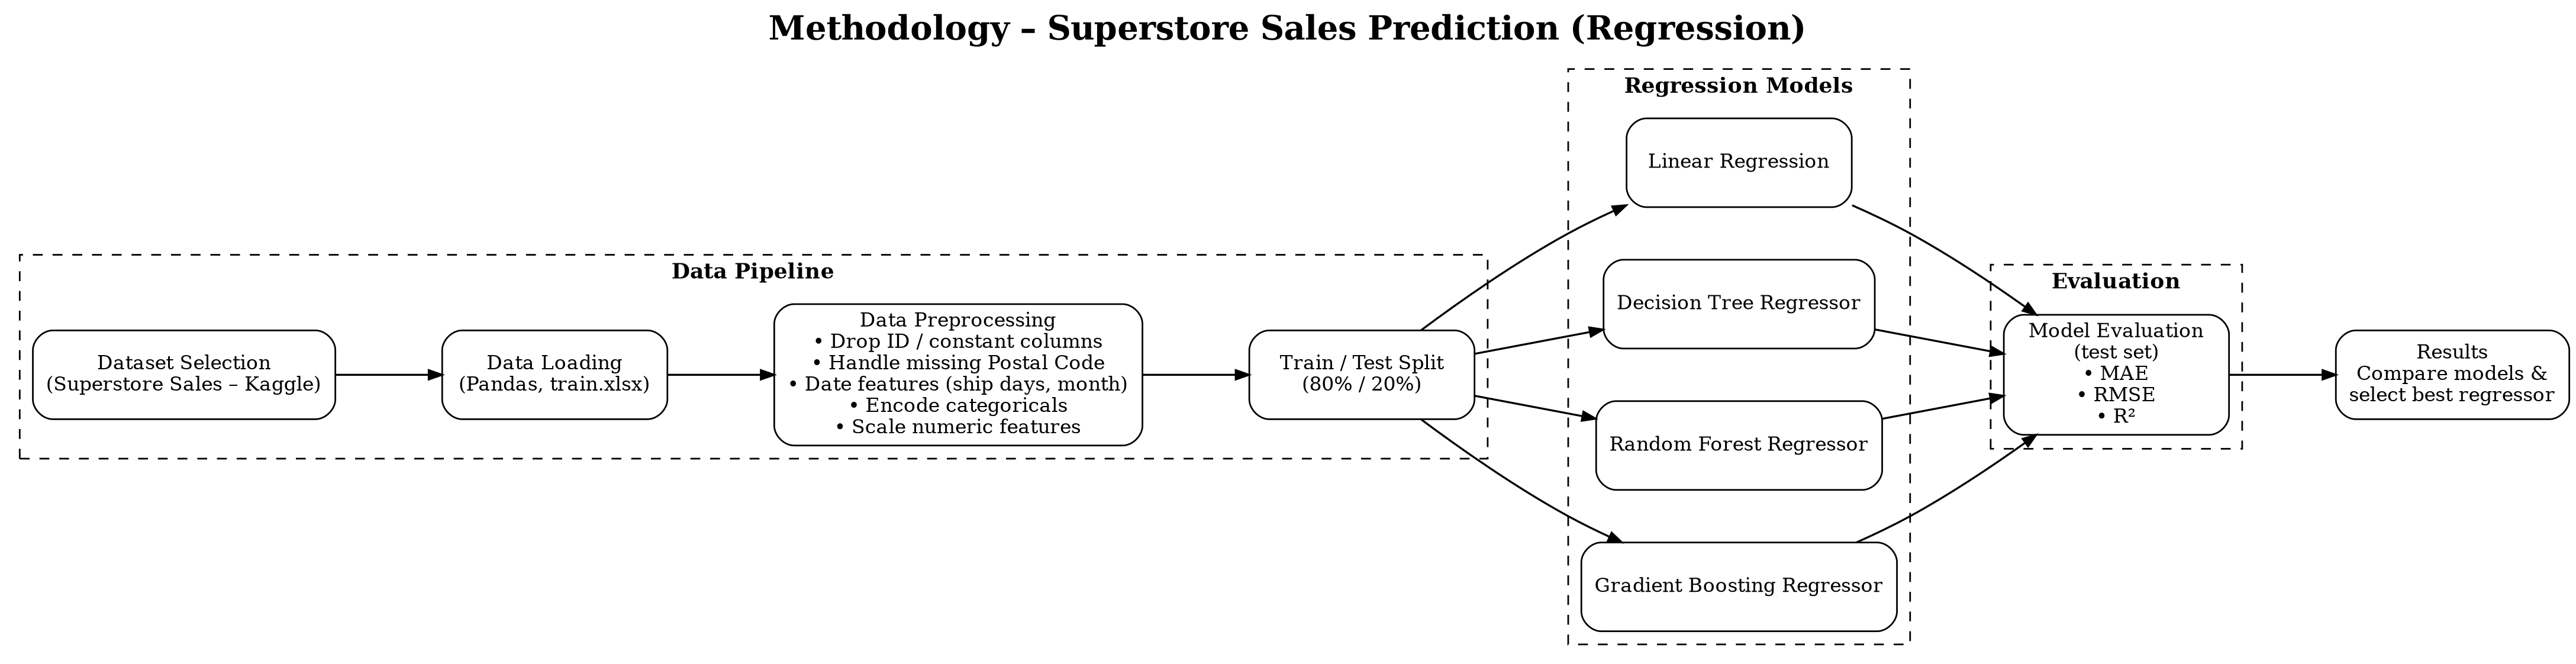 Methodology – Superstore Sales Prediction (Regression)
Data Pipeline
Dataset Selection
(Superstore Sales – Kaggle)
Data Loading
(Pandas, train.xlsx)
Data Preprocessing
• Drop ID / constant columns
• Handle missing Postal Code
• Date features (ship days, month)
• Encode categoricals
• Scale numeric features
Train / Test Split
(80% / 20%)
Regression Models
Linear Regression
Decision Tree Regressor
Random Forest Regressor
Gradient Boosting Regressor
Evaluation
Model Evaluation
(test set)
• MAE
• RMSE
• R²
Results
Compare models &
select best regressor